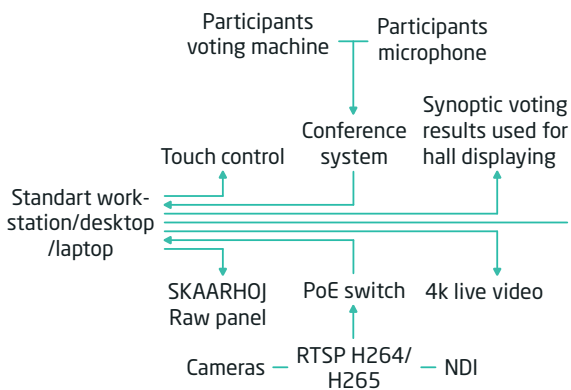 Participants
voting machine
Participants
microphone
Synoptic voting
results used for
hall displaying
Conference
system
Touch control
Standart work-
station/desktop
/laptop
SKAARHOJ
Raw panel
PoE switch
4k live video
Cameras
RTSP H264/
H265
NDI